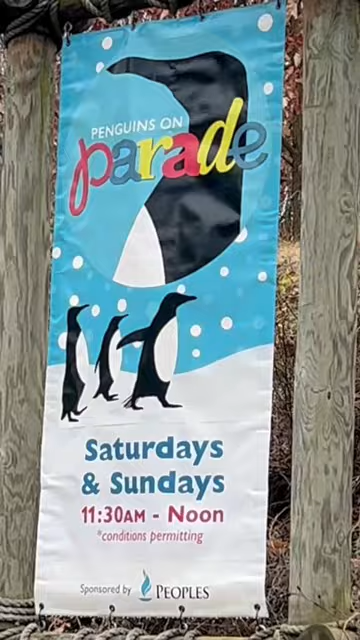 PENGUINS ON
parade
Saturdays
& Sundays
11:30AM - Noon
*conditions permitting
Sponsored by PEOPLES